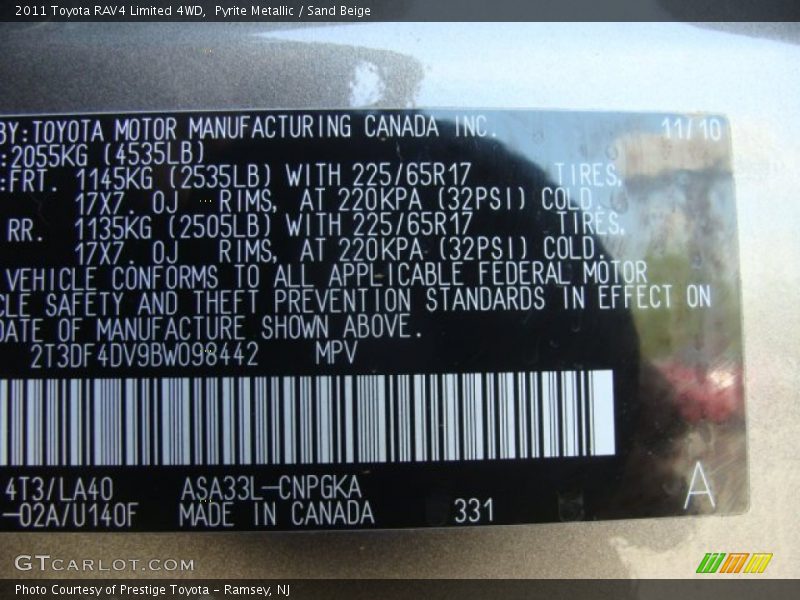 2011 Toyota RAV4 Limited 4WD, Pyrite Metallic / Sand Beige
BY:TOYOTA MOTOR MANUFACTURING CANADA INC. 11/10
:2055KG (4535LB)
:FRT. 1145KG (2535LB) WITH 225/65R17 TIRES,
17X7. 0J RIMS, AT 220KPA (32PSI) COLD.
RR. 1135KG (2505LB) WITH 225/65R17 TIRES,
17X7. 0J RIMS, AT 220KPA (32PSI) COLD.
VEHICLE CONFORMS TO ALL APPLICABLE FEDERAL MOTOR
CLE SAFETY AND THEFT PREVENTION STANDARDS IN EFFECT ON
DATE OF MANUFACTURE SHOWN ABOVE.
2T3DF4DV9BW098442 MPV
4T3/LA40 ASA33L-CNPGKA
-02A/U140F MADE IN CANADA 331 A
GTCARLOT.COM
Photo Courtesy of Prestige Toyota - Ramsey, NJ